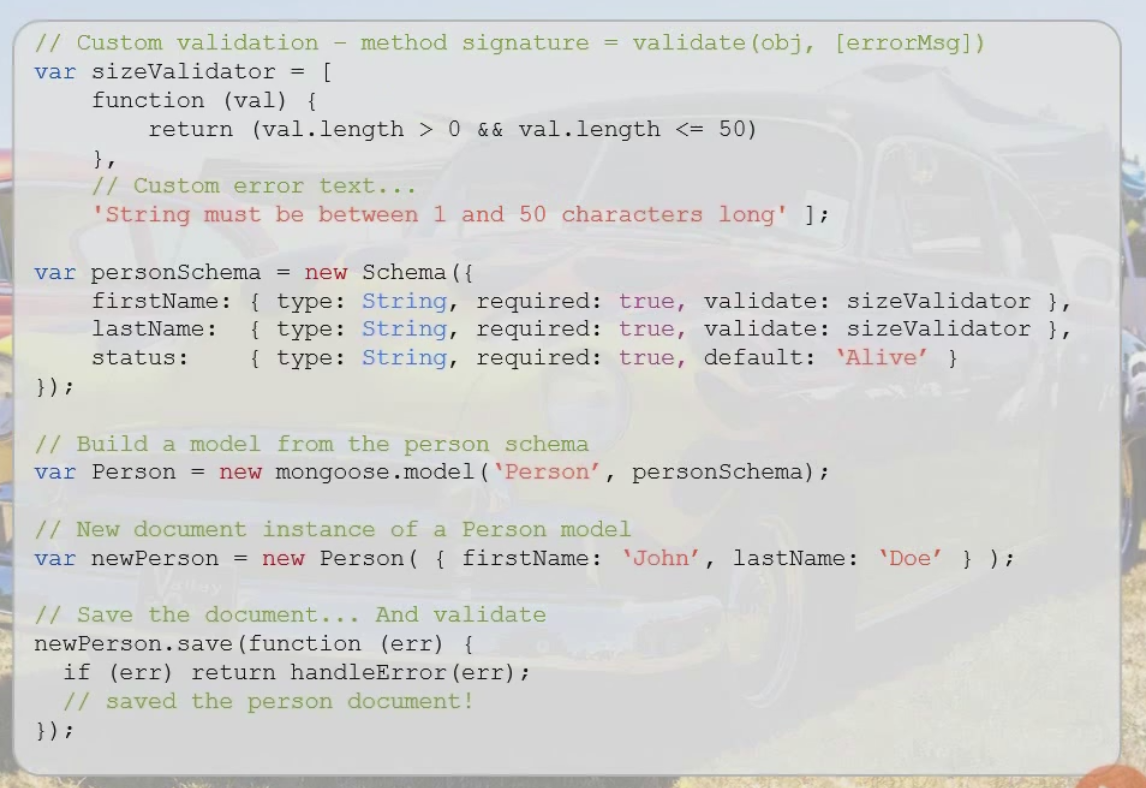 // Custom validation – method signature = validate(obj, [errorMsg])
var sizeValidator = [
    function (val) {
        return (val.length > 0 && val.length <= 50)
    },
    // Custom error text...
    'String must be between 1 and 50 characters long' ];

var personSchema = new Schema({
    firstName: { type: String, required: true, validate: sizeValidator },
    lastName:  { type: String, required: true, validate: sizeValidator },
    status:    { type: String, required: true, default: ‘Alive’ }
});

// Build a model from the person schema
var Person = new mongoose.model(‘Person’, personSchema);

// New document instance of a Person model
var newPerson = new Person( { firstName: ‘John’, lastName: ‘Doe’ } );

// Save the document... And validate
newPerson.save(function (err) {
  if (err) return handleError(err);
  // saved the person document!
});